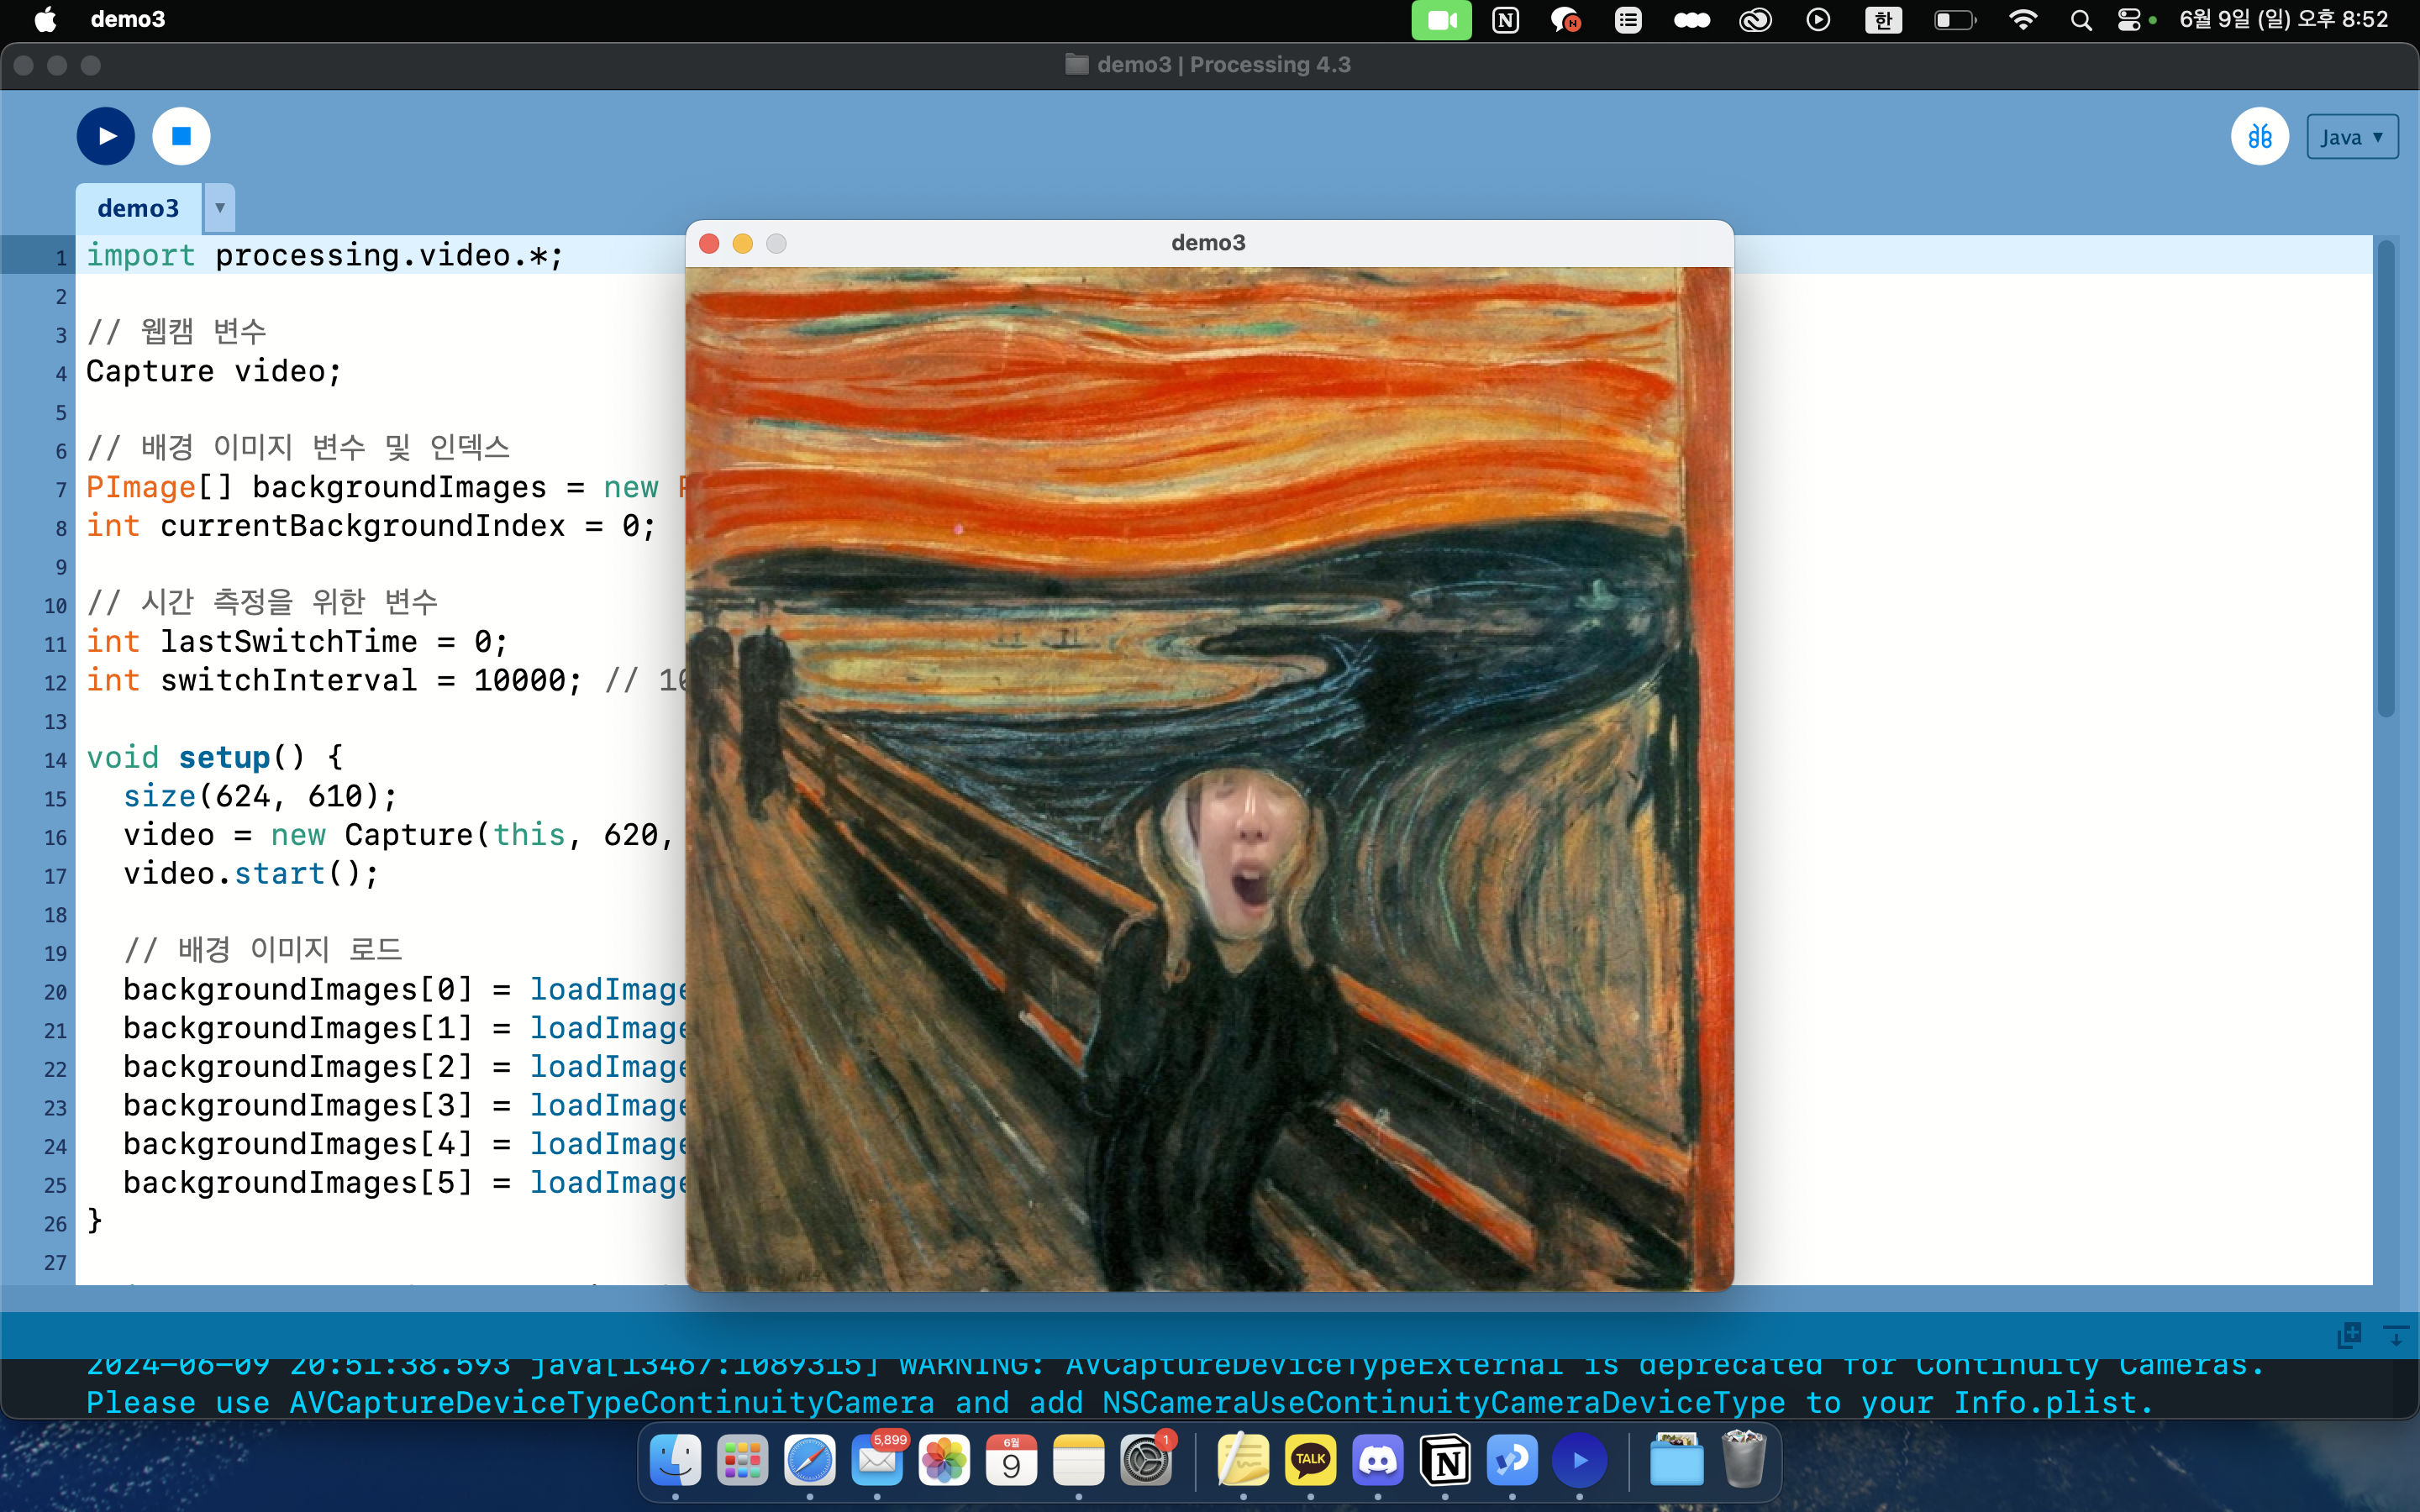 demo3
6월 9일 (일) 오후 8:52
demo3 | Processing 4.3
Java
demo3
demo3
1 import processing.video.*;
2
3 // 웹캠 변수
4 Capture video;
5
6 // 배경 이미지 변수 및 인덱스
7 PImage[] backgroundImages = new
8 int currentBackgroundIndex = 0;
9
10 // 시간 측정을 위한 변수
11 int lastSwitchTime = 0;
12 int switchInterval = 10000; // 10
13
14 void setup() {
15 size(624, 610);
16 video = new Capture(this, 620,
17 video.start();
18
19 // 배경 이미지 로드
20 backgroundImages[0] = loadImage
21 backgroundImages[1] = loadImage
22 backgroundImages[2] = loadImage
23 backgroundImages[3] = loadImage
24 backgroundImages[4] = loadImage
25 backgroundImages[5] = loadImage
26 }
27
2024-06-09 20:51:38.593 java[13467:1089315] WARNING: AVCaptureDeviceTypeExternal is deprecated for Continuity Cameras.
Please use AVCaptureDeviceTypeContinuityCamera and add NSCameraUseContinuityCameraDeviceType to your Info.plist.
5,899
6월
9
1
TALK